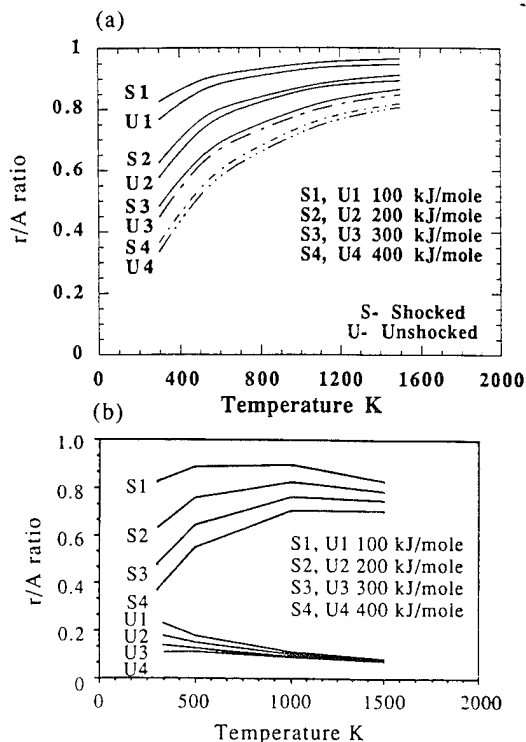 (a)
1
0.8
0.6
0.4
0.2
0
r/A ratio
S1
U1
S2
U2
S3
U3
S4
U4
S1, U1 100 kJ/mole
S2, U2 200 kJ/mole
S3, U3 300 kJ/mole
S4, U4 400 kJ/mole
S- Shocked
U- Unshocked
0 400 800 1200 1600 2000
Temperature K
(b)
1.0
0.8
0.6
0.4
0.2
0
r/A ratio
S1
S2
S3
S4
U1
U2
U3
U4
S1, U1 100 kJ/mole
S2, U2 200 kJ/mole
S3, U3 300 kJ/mole
S4, U4 400 kJ/mole
0 500 1000 1500 2000
Temperature K